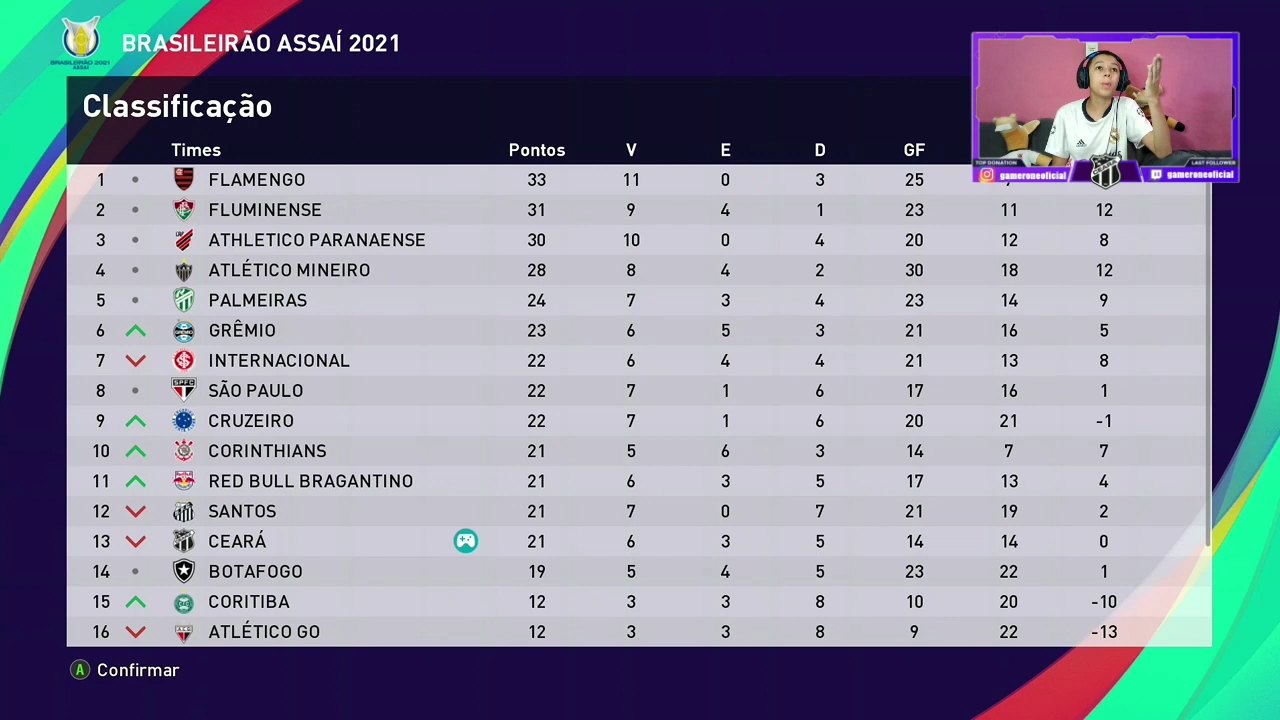 BRASILEIRÃO ASSAÍ 2021
BRASILEIRÃO 2021
ASSAÍ
Classificação
Times Pontos V E D GF
TOP DONATION LAST FOLLOWER
gameroneoficial gameroneoficial
1 FLAMENGO 33 11 0 3 25
2 FLUMINENSE 31 9 4 1 23 11 12
3 ATHLETICO PARANAENSE 30 10 0 4 20 12 8
4 ATLÉTICO MINEIRO 28 8 4 2 30 18 12
5 PALMEIRAS 24 7 3 4 23 14 9
6 GRÊMIO 23 6 5 3 21 16 5
7 INTERNACIONAL 22 6 4 4 21 13 8
8 SÃO PAULO 22 7 1 6 17 16 1
9 CRUZEIRO 22 7 1 6 20 21 -1
10 CORINTHIANS 21 5 6 3 14 7 7
11 RED BULL BRAGANTINO 21 6 3 5 17 13 4
12 SANTOS 21 7 0 7 21 19 2
13 CEARÁ 21 6 3 5 14 14 0
14 BOTAFOGO 19 5 4 5 23 22 1
15 CORITIBA 12 3 3 8 10 20 -10
16 ATLÉTICO GO 12 3 3 8 9 22 -13
A Confirmar